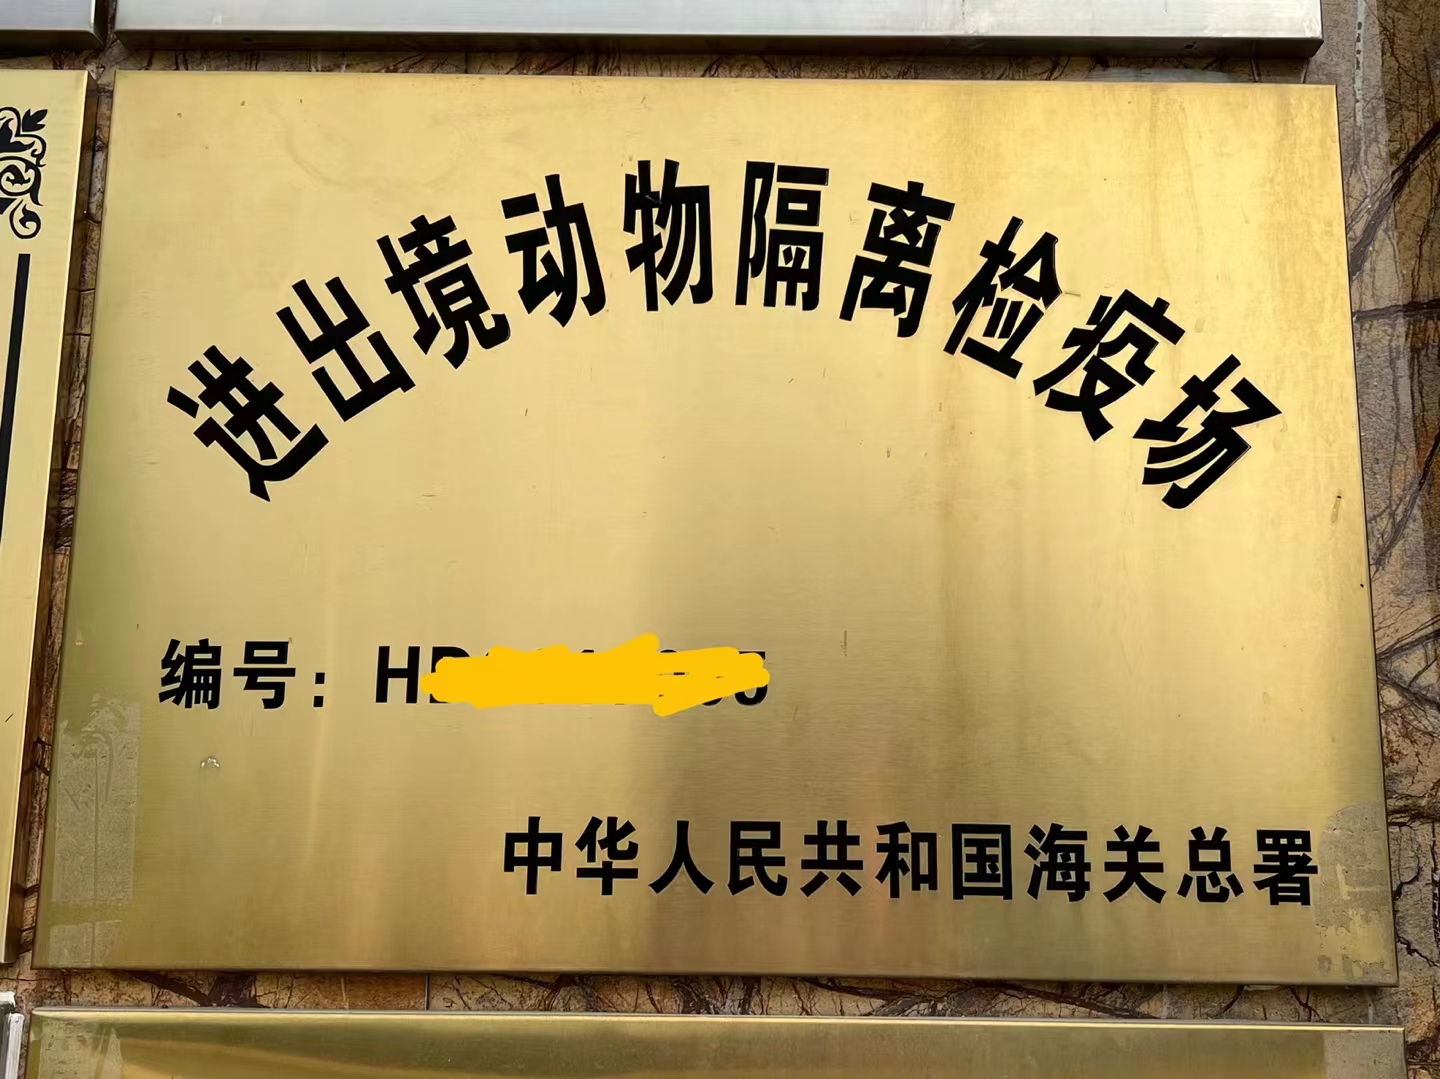 进出境动物隔离检疫场
编号：H
中华人民共和国海关总署